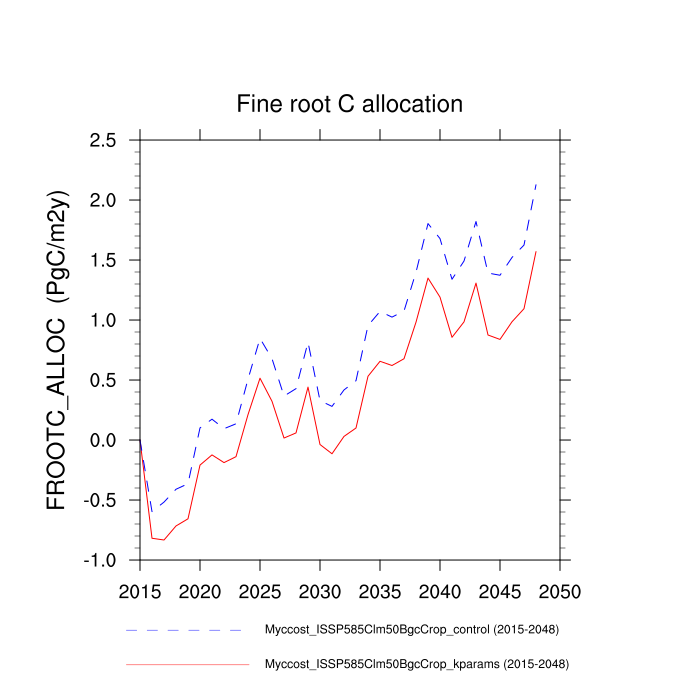 Fine root C allocation
FROOTC_ALLOC (PgC/m2y)
2.5
2.0
1.5
1.0
0.5
0.0
-0.5
-1.0
2015 2020 2025 2030 2035 2040 2045 2050
Myccost_ISSP585Clm50BgcCrop_control (2015-2048)
Myccost_ISSP585Clm50BgcCrop_kparams (2015-2048)